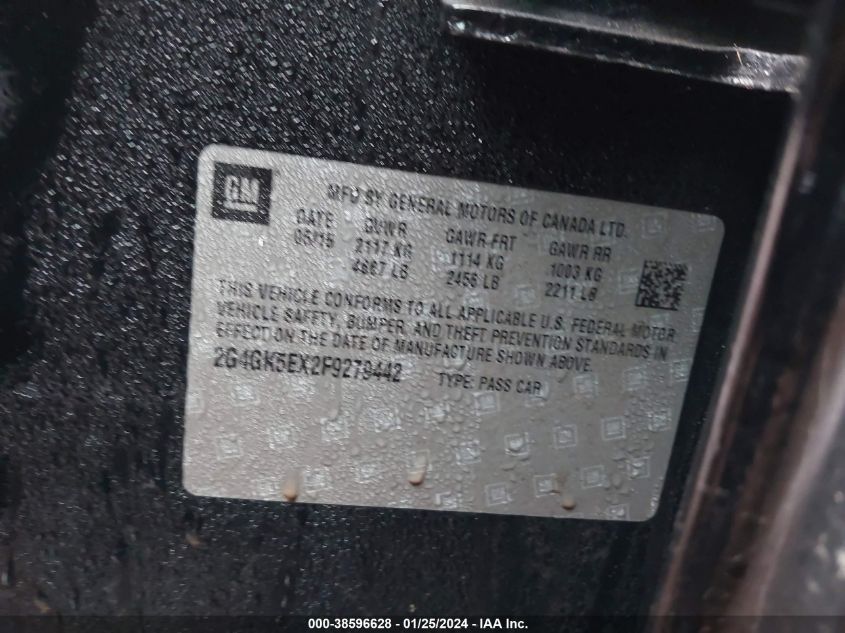 GM
MFD BY GENERAL MOTORS OF CANADA LTD.
DATE GVWR GAWR FRT GAWR RR
05/15 2117 KG 1114 KG 1003 KG
4667 LB 2456 LB 2211 LB
THIS VEHICLE CONFORMS TO ALL APPLICABLE U.S. FEDERAL MOTOR
VEHICLE SAFETY, BUMPER, AND THEFT PREVENTION STANDARDS IN
EFFECT ON THE DATE OF MANUFACTURE SHOWN ABOVE.
2G4GK5EX2F9279442 TYPE: PASS CAR
000-38596628 - 01/25/2024 - IAA Inc.